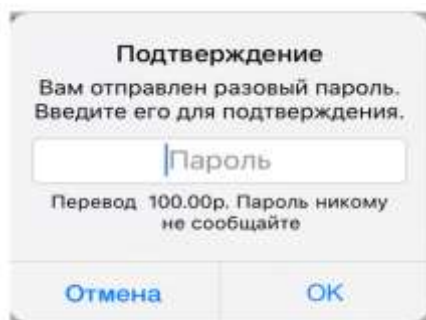 Подтверждение
Вам отправлен разовый пароль.
Введите его для подтверждения.
Пароль
Перевод 100.00р. Пароль никому
не сообщайте
Отмена
OK